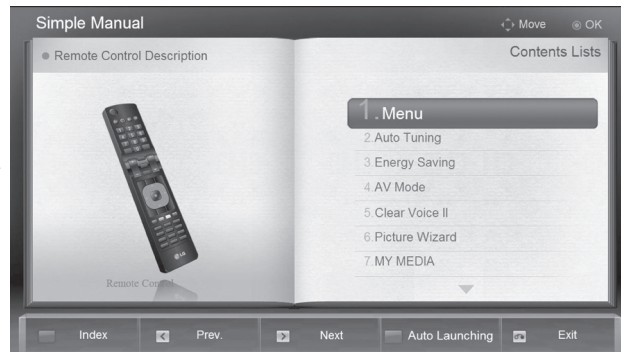 Simple Manual
Move
OK
Remote Control Description
Contents Lists
1.Menu
2.Auto Tuning
3.Energy Saving
4.AV Mode
5.Clear Voice II
6.Picture Wizard
7.MY MEDIA
LG
Remote Control
Index
Prev.
Next
Auto Launching
Exit